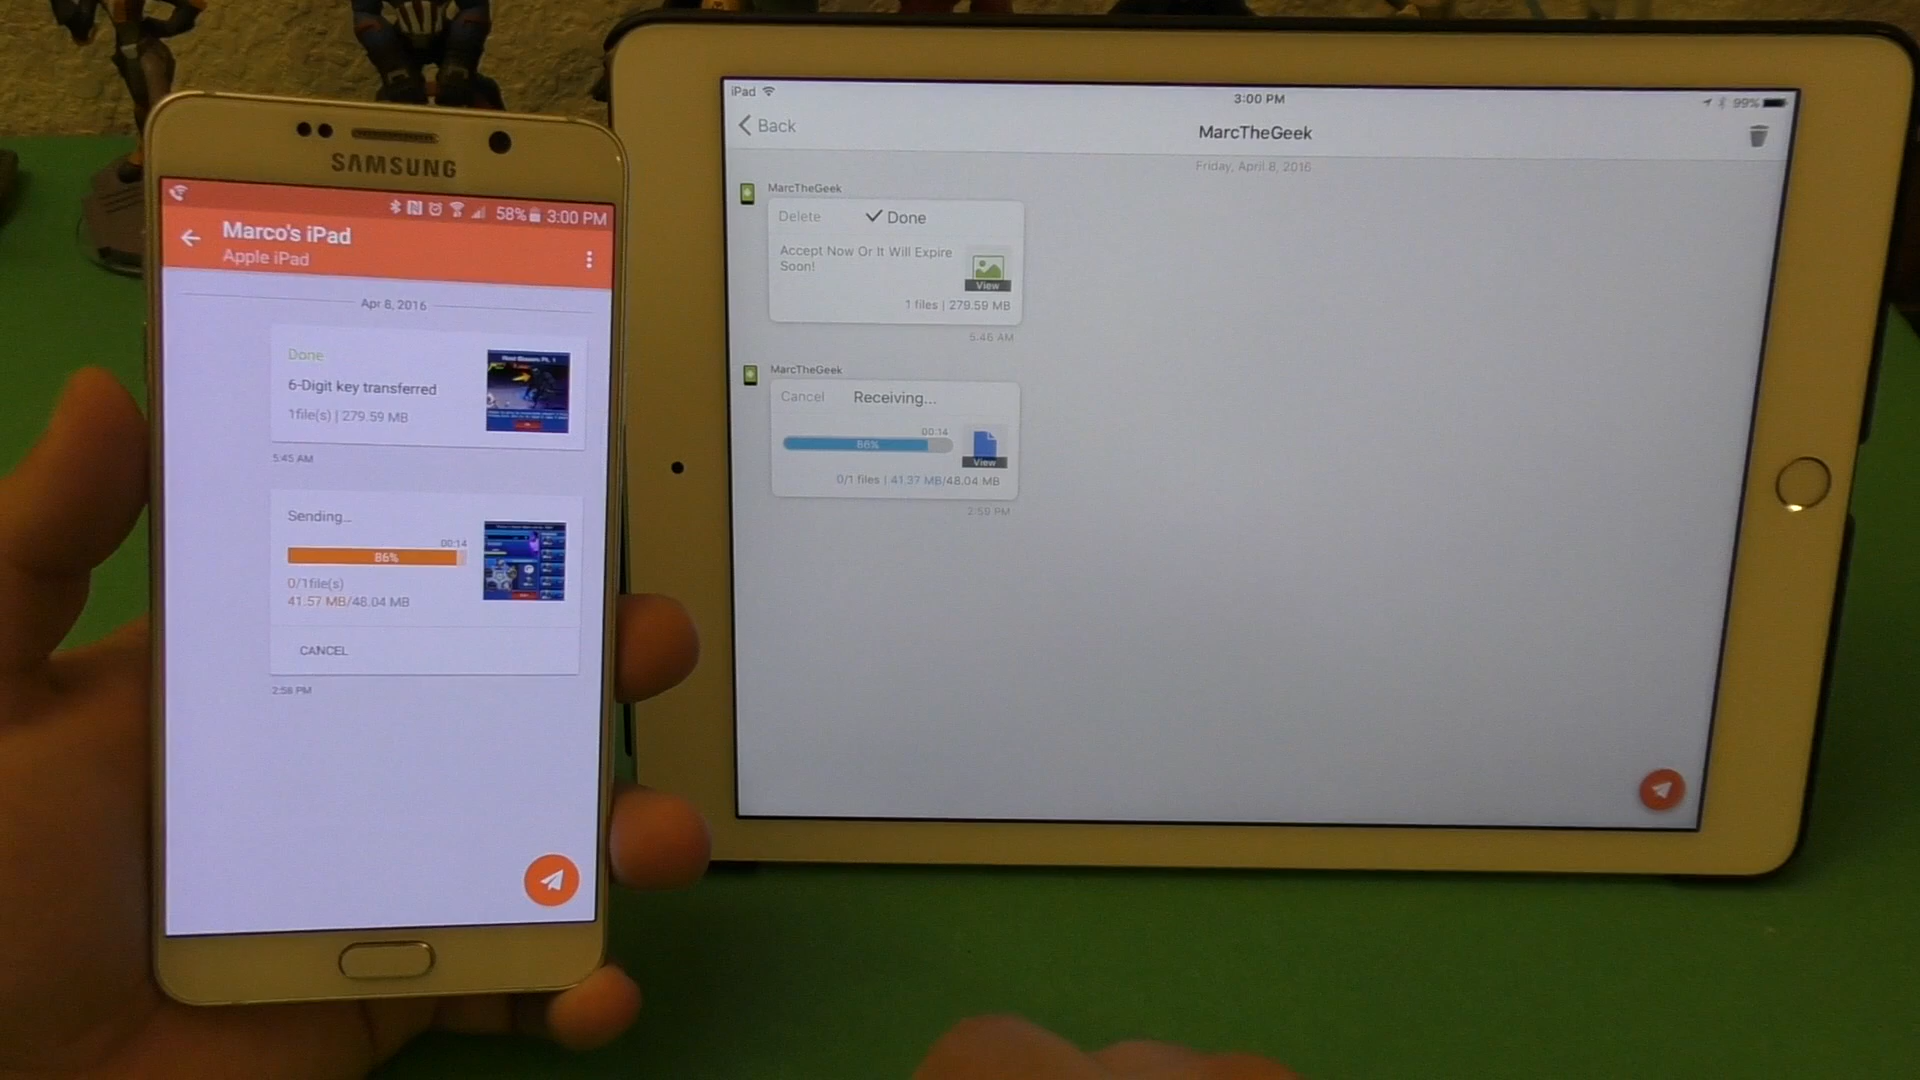 SAMSUNG
58% 3:00 PM
Marco's iPad
Apple iPad
Apr 8, 2016
Done
6-Digit key transferred
1file(s) | 279.59 MB
5:45 AM
Sending...
00:14
86%
0/1file(s)
41.57 MB/48.04 MB
CANCEL
2:58 PM
iPad
3:00 PM
99%
Back
MarcTheGeek
Friday, April 8, 2016
MarcTheGeek
Delete
Done
Accept Now Or It Will Expire
Soon!
View
1 files | 279.59 MB
5:46 AM
MarcTheGeek
Cancel
Receiving...
00:14
86%
View
0/1 files | 41.37 MB/48.04 MB
2:59 PM